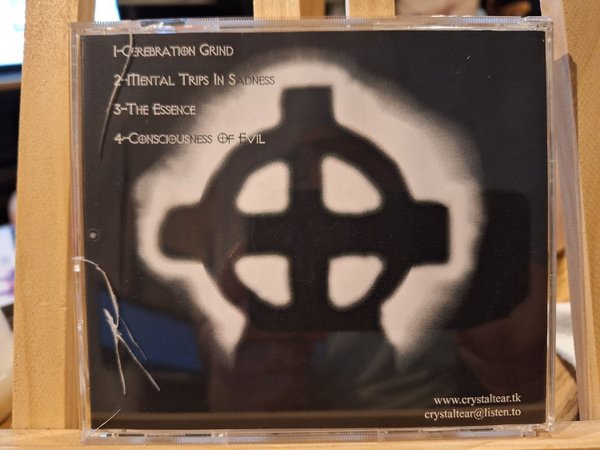 1-Cerebration Grind
2-Mental Trips In Sadness
3-The Essence
4-Consciousness Of Evil
www.crystaltear.tk
crystaltear@listen.to